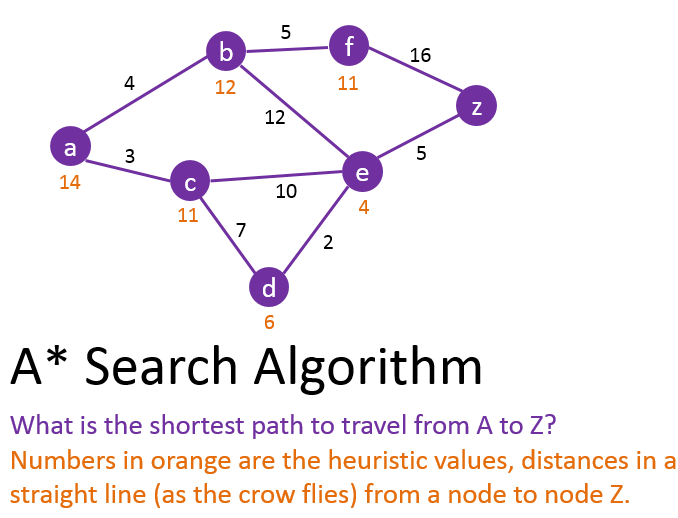 5
b
f
16
4
12
11
z
12
a
3
5
e
14
c
10
4
11
7
2
d
6
A* Search Algorithm
What is the shortest path to travel from A to Z?
Numbers in orange are the heuristic values, distances in a
straight line (as the crow flies) from a node to node Z.